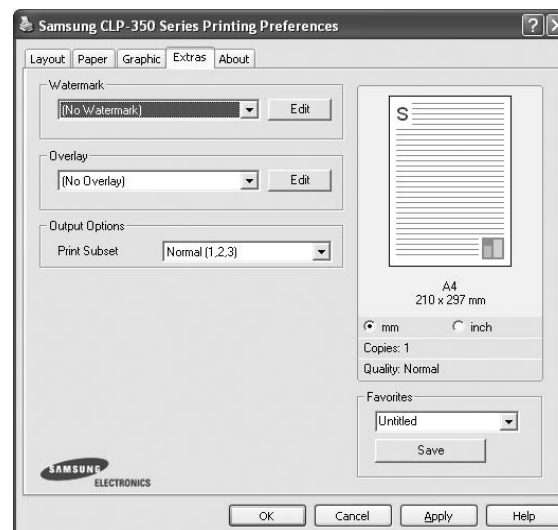 Samsung CLP-350 Series Printing Preferences
?
Layout Paper Graphic Extras About
Watermark
(No Watermark) Edit
Overlay
(No Overlay) Edit
Output Options
Print Subset Normal (1,2,3)
S
A4
210 x 297 mm
mm inch
Copies: 1
Quality: Normal
Favorites
Untitled
Save
SAMSUNG
ELECTRONICS
OK Cancel Apply Help